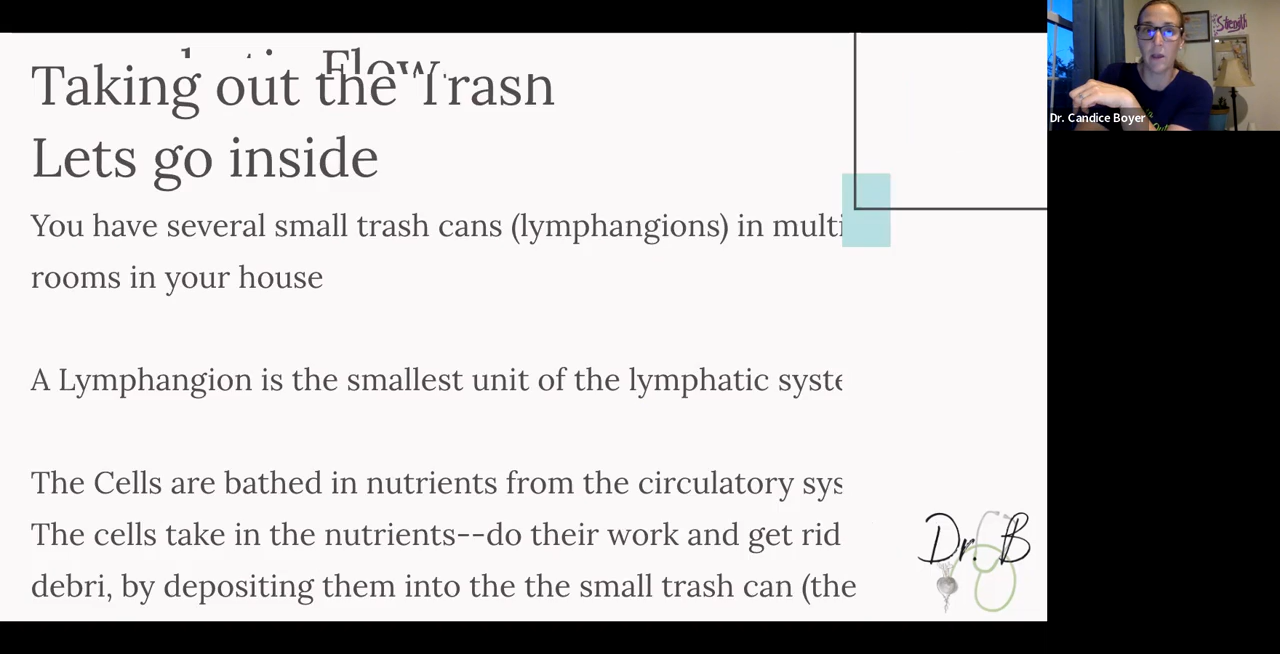 Flow
Taking out the Trash
Lets go inside
You have several small trash cans (lymphangions) in multi
rooms in your house
A Lymphangion is the smallest unit of the lymphatic syste
The Cells are bathed in nutrients from the circulatory sys
The cells take in the nutrients--do their work and get rid
debri, by depositing them into the the small trash can (the
Dr. B
Strength
Dr. Candice Boyer